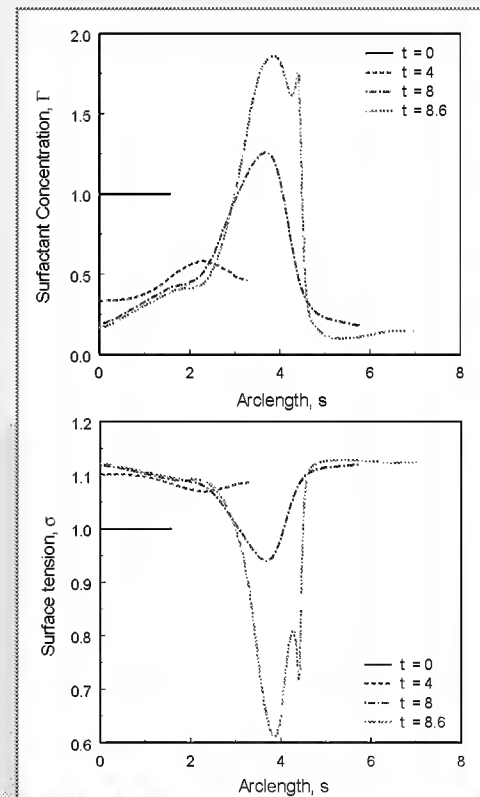 2.0
1.5
1.0
0.5
0.0
Surfactant Concentration, Γ
t = 0
t = 4
t = 8
t = 8.6
0 2 4 6 8
Arclength, s
1.2
1.1
1.0
0.9
0.8
0.7
0.6
Surface tension, σ
t = 0
t = 4
t = 8
t = 8.6
0 2 4 6 8
Arclength, s